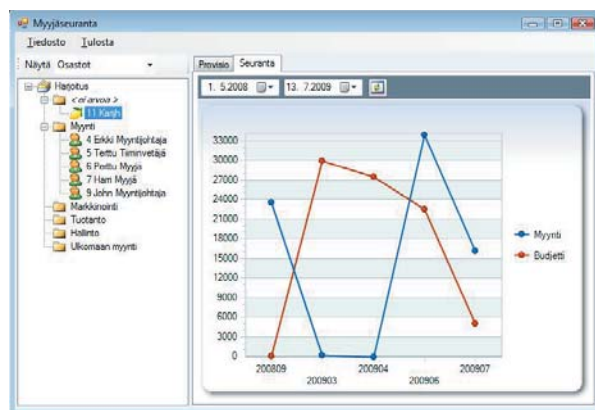 Myyjäseuranta
Tiedosto Tulosta
Näytä Osastot
Provisio Seuranta
1. 5.2008 13. 7.2009
Harjotus
< ei arvoa >
11 Karjh
Myynti
4 Erkki Myyntijohtaja
5 Terttu Tiiminvetäjä
6 Perttu Myyjä
7 Harri Myyjä
9 John Myyntijohtaja
Markkinointi
Tuotanto
Hallinto
Ulkomaan myynti
33000
30000
27000
24000
21000
18000
15000
12000
9000
6000
3000
0
200809
200903
200904
200906
200907
Myynti
Budjetti